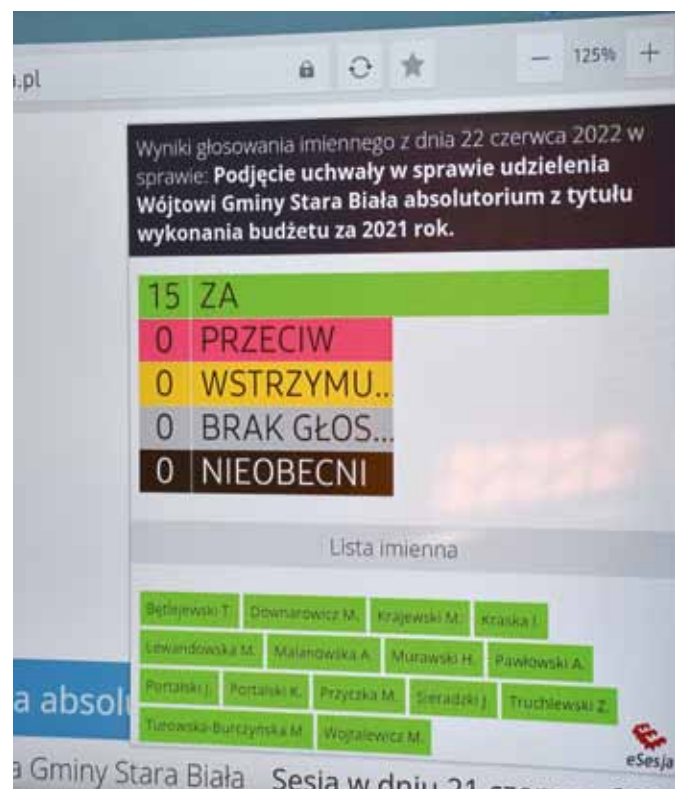 a.pl
125%
Wyniki głosowania imiennego z dnia 22 czerwca 2022 w
sprawie: Podjęcie uchwały w sprawie udzielenia
Wójtowi Gminy Stara Biała absolutorium z tytułu
wykonania budżetu za 2021 rok.
15 ZA
0 PRZECIW
0 WSTRZYMU...
0 BRAK GŁOS...
0 NIEOBECNI
Lista imienna
Bętlejewski T. Downarowicz M. Krajewski M. Kraska J.
Lewandowska M. Malanowska A. Murawski H. Pawłowski A.
Portalski J. Portalski K. Przyczka M. Sieradzki J. Truchlewski Z.
Turowska-Burczyńska M Wojtalewicz M.
eSesja
a absolu
a Gminy Stara Biała Sesja w dniu 21